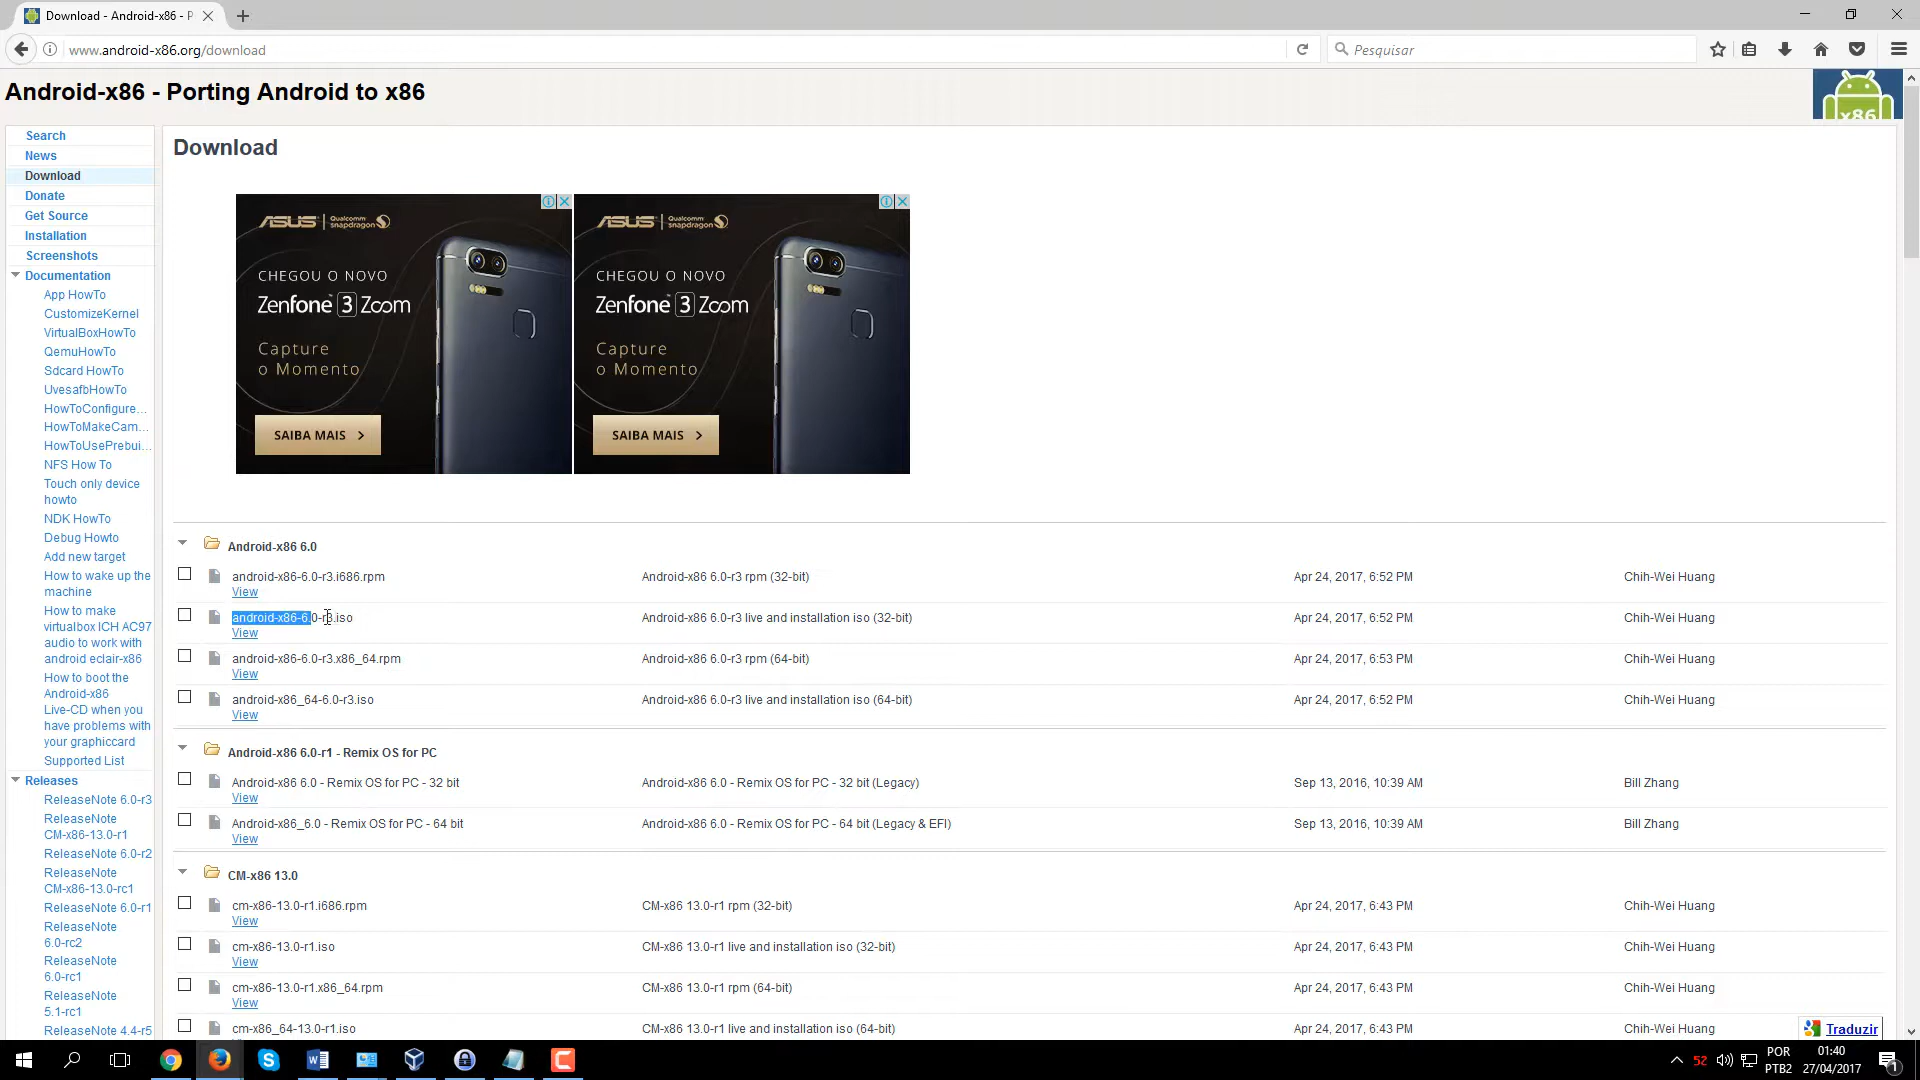 Download - Android-x86 - P
www.android-x86.org/download
Pesquisar
Android-x86 - Porting Android to x86
x86
Search
News
Download
Donate
Get Source
Installation
Screenshots
Documentation
App HowTo
CustomizeKernel
VirtualBoxHowTo
QemuHowTo
Sdcard HowTo
UvesafbHowTo
HowToConfigure...
HowToMakeCam...
HowToUsePrebui...
NFS How To
Touch only device
howto
NDK HowTo
Debug Howto
Add new target
How to wake up the
machine
How to make
virtualbox ICH AC97
audio to work with
android eclair-x86
How to boot the
Android-x86
Live-CD when you
have problems with
your graphiccard
Supported List
Releases
ReleaseNote 6.0-r3
ReleaseNote
CM-x86-13.0-r1
ReleaseNote 6.0-r2
ReleaseNote
CM-x86-13.0-rc1
ReleaseNote 6.0-r1
ReleaseNote
6.0-rc2
ReleaseNote
6.0-rc1
ReleaseNote
5.1-rc1
ReleaseNote 4.4-r5
Download
ASUS Qualcomm snapdragon
CHEGOU O NOVO
Zenfone 3 Zoom
Capture
o Momento
SAIBA MAIS >
ASUS Qualcomm snapdragon
CHEGOU O NOVO
Zenfone 3 Zoom
Capture
o Momento
SAIBA MAIS >
Android-x86 6.0
android-x86-6.0-r3.i686.rpm Android-x86 6.0-r3 rpm (32-bit) Apr 24, 2017, 6:52 PM Chih-Wei Huang
View
android-x86-6.0-r3.iso Android-x86 6.0-r3 live and installation iso (32-bit) Apr 24, 2017, 6:52 PM Chih-Wei Huang
View
android-x86-6.0-r3.x86_64.rpm Android-x86 6.0-r3 rpm (64-bit) Apr 24, 2017, 6:53 PM Chih-Wei Huang
View
android-x86_64-6.0-r3.iso Android-x86 6.0-r3 live and installation iso (64-bit) Apr 24, 2017, 6:52 PM Chih-Wei Huang
View
Android-x86 6.0-r1 - Remix OS for PC
Android-x86 6.0 - Remix OS for PC - 32 bit Android-x86 6.0 - Remix OS for PC - 32 bit (Legacy) Sep 13, 2016, 10:39 AM Bill Zhang
View
Android-x86_6.0 - Remix OS for PC - 64 bit Android-x86 6.0 - Remix OS for PC - 64 bit (Legacy & EFI) Sep 13, 2016, 10:39 AM Bill Zhang
View
CM-x86 13.0
cm-x86-13.0-r1.i686.rpm CM-x86 13.0-r1 rpm (32-bit) Apr 24, 2017, 6:43 PM Chih-Wei Huang
View
cm-x86-13.0-r1.iso CM-x86 13.0-r1 live and installation iso (32-bit) Apr 24, 2017, 6:43 PM Chih-Wei Huang
View
cm-x86-13.0-r1.x86_64.rpm CM-x86 13.0-r1 rpm (64-bit) Apr 24, 2017, 6:43 PM Chih-Wei Huang
View
cm-x86_64-13.0-r1.iso CM-x86 13.0-r1 live and installation iso (64-bit) Apr 24, 2017, 6:43 PM Chih-Wei Huang
Traduzir
52
POR
PTB2
01:40
27/04/2017
1